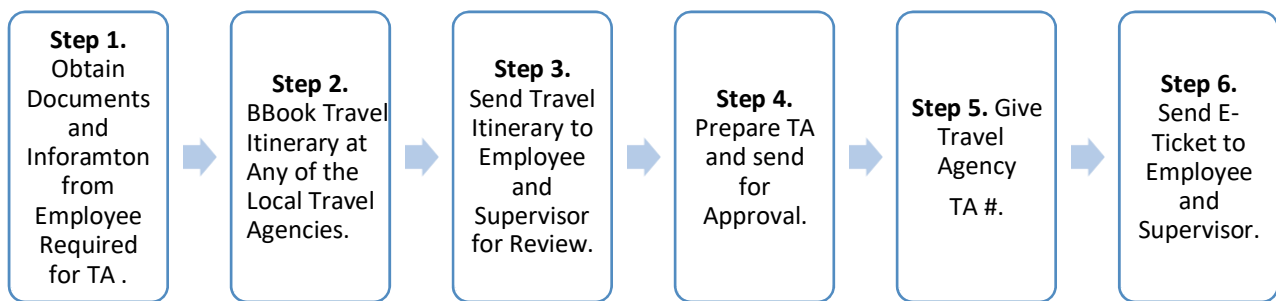 Step 1.
Obtain
Documents
and
Inforamton
from
Employee
Required
for TA .
Step 2.
BBook Travel
Itinerary at
Any of the
Local Travel
Agencies.
Step 3.
Send Travel
Itinerary to
Employee
and
Supervisor
for Review.
Step 4.
Prepare TA
and send
for
Approval.
Step 5. Give
Travel
Agency
TA #.
Step 6.
Send E-
Ticket to
Employee
and
Supervisor.